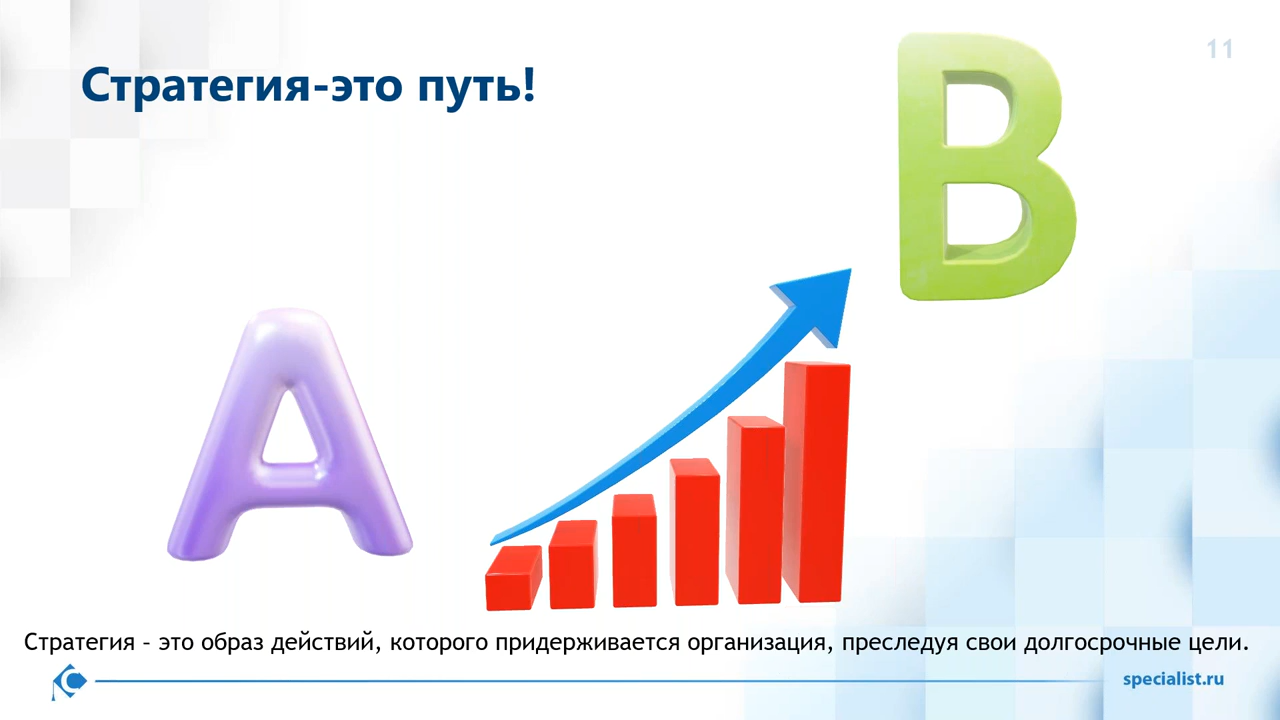 11
Стратегия-это путь!
B
A
Стратегия – это образ действий, которого придерживается организация, преследуя свои долгосрочные цели.
specialist.ru